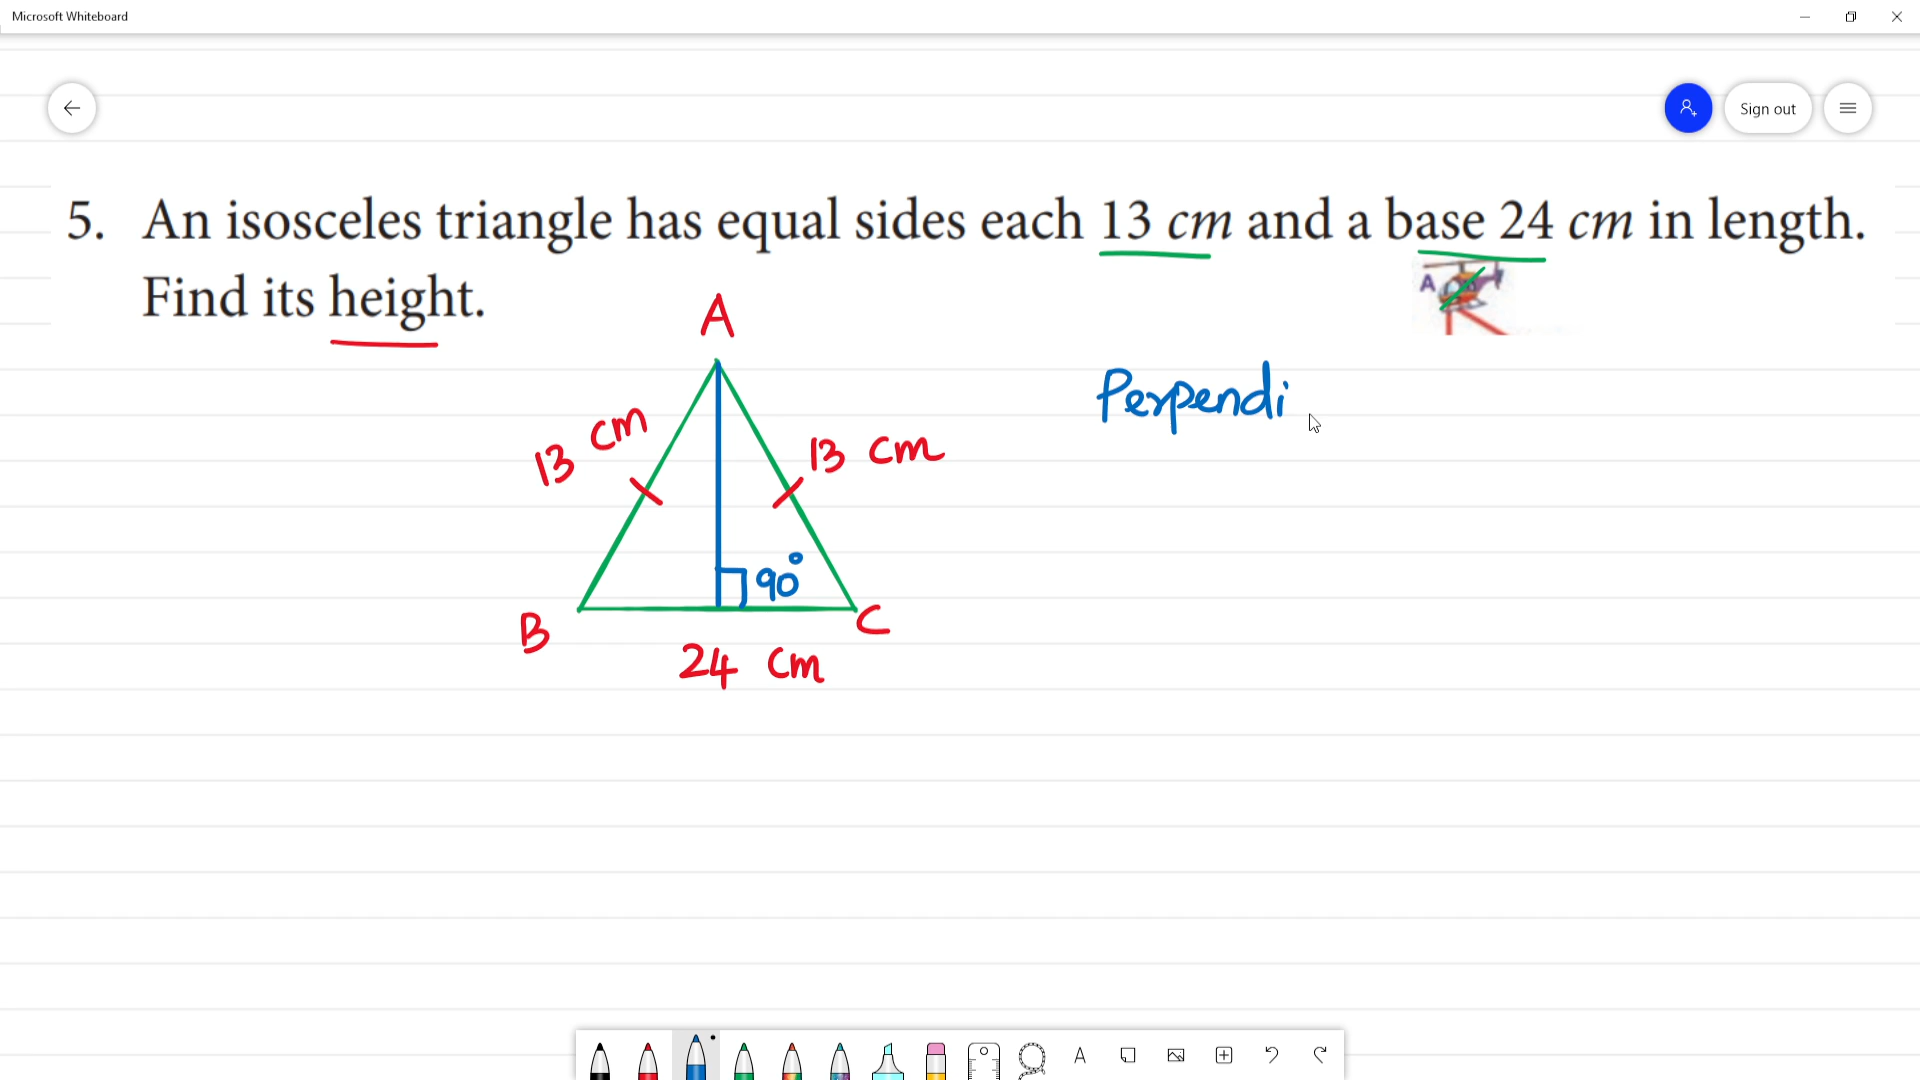 Microsoft Whiteboard
Sign out
5. An isosceles triangle has equal sides each 13 cm and a base 24 cm in length.
Find its height.
A
A
Perpendi
13 cm
13 cm
90°
B
C
24 cm
A